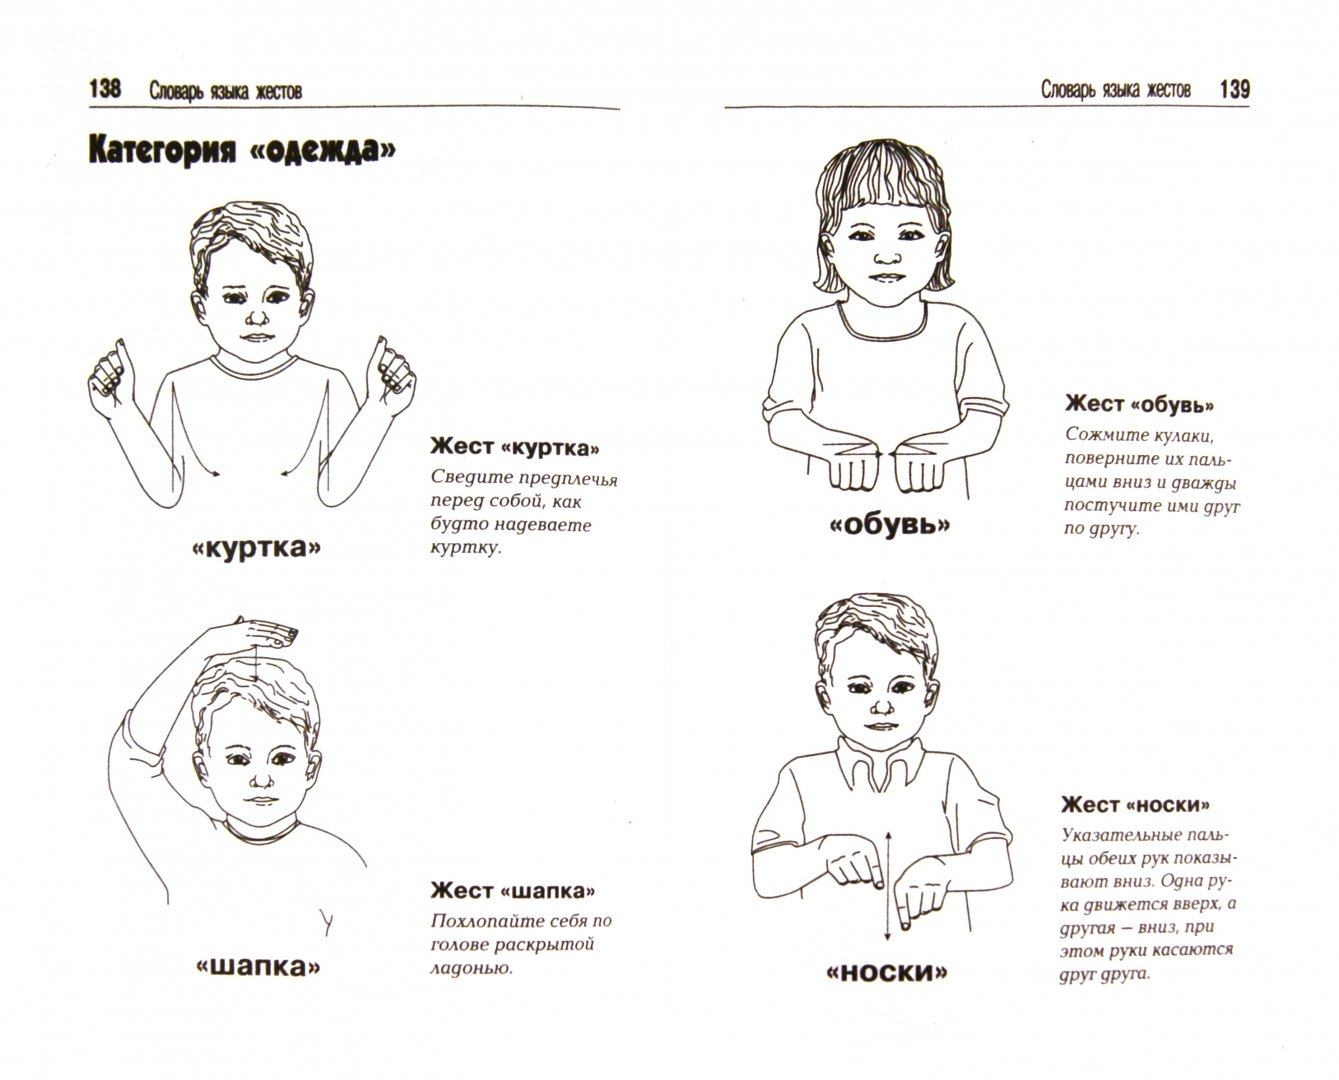 138 Словарь языка жестов
Категория «одежда»
Жест «куртка»
Сведите предплечья
перед собой, как
будто надеваете
куртку.
«куртка»
Жест «шапка»
Похлопайте себя по
голове раскрытой
ладонью.
«шапка»
Словарь языка жестов 139
Жест «обувь»
Сожмите кулаки,
поверните их паль-
цами вниз и дважды
постучите ими друг
по другу.
«обувь»
Жест «носки»
Указательные паль-
цы обеих рук показы-
вают вниз. Одна ру-
ка движется вверх, а
другая — вниз, при
этом руки касаются
друг друга.
«носки»